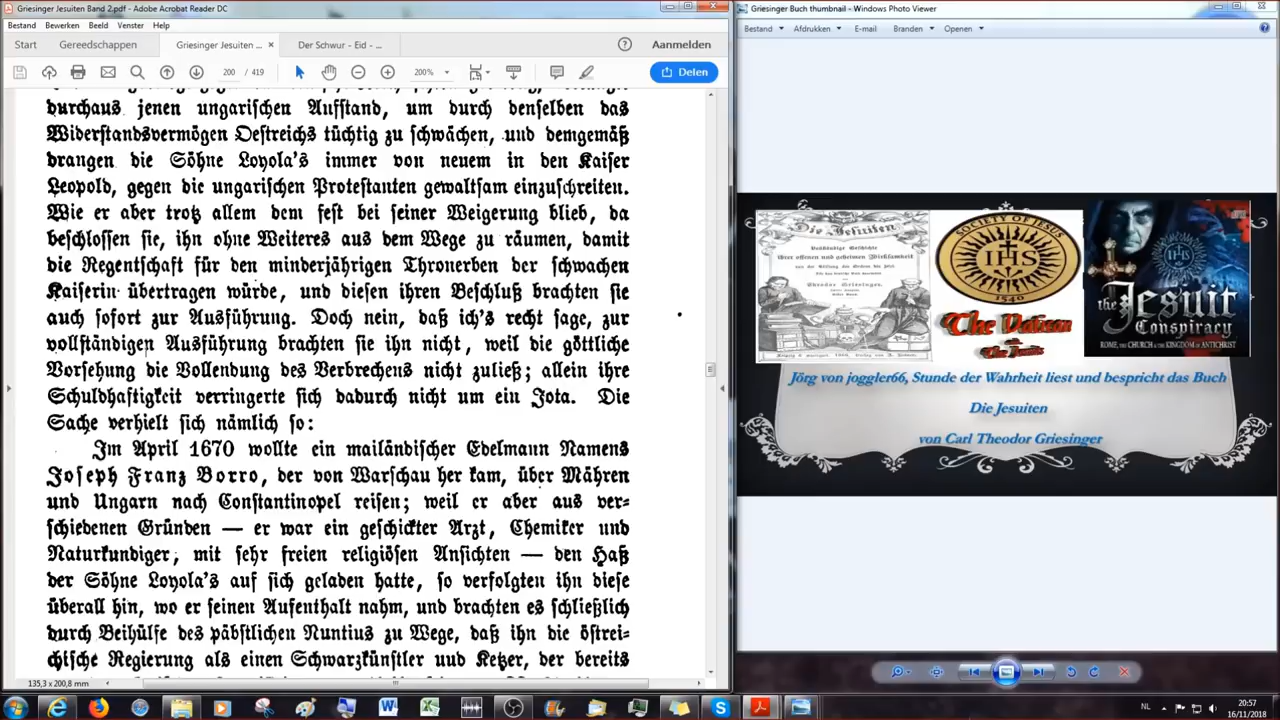 Griesinger Jesuiten Band 2.pdf - Adobe Acrobat Reader DC
Bestand Bewerken Beeld Venster Help
Start Gereedschappen Griesinger Jesuiten ... × Der Schwur - Eid - ... Aanmelden
200 / 419 200% Delen
durchaus jenen ungarischen Aufstand, um durch denselben das
Widerstandsvermögen Oestreichs tüchtig zu schwächen, und demgemäß
drangen die Söhne Loyola's immer von neuem in den Kaiser
Leopold, gegen die ungarischen Protestanten gewaltsam einzuschreiten.
Wie er aber trotz allem dem fest bei seiner Weigerung blieb, da
beschlossen sie, ihn ohne Weiteres aus dem Wege zu räumen, damit
die Regentschaft für den minderjährigen Thronerben der schwachen
Kaiserin übertragen würde, und diesen ihren Beschluß brachten sie
auch sofort zur Ausführung. Doch nein, daß ich's recht sage, zur
vollständigen Ausführung brachten sie ihn nicht, weil die göttliche
Vorsehung die Vollendung des Verbrechens nicht zuließ; allein ihre
Schuldhaftigkeit verringerte sich dadurch nicht um ein Jota. Die
Sache verhielt sich nämlich so:
Im April 1670 wollte ein mailändischer Edelmann Namens
Joseph Franz Borro, der von Warschau her kam, über Mähren
und Ungarn nach Constantinopel reisen; weil er aber aus ver-
schiedenen Gründen — er war ein geschickter Arzt, Chemiker und
Naturkundiger, mit sehr freien religiösen Ansichten — den Haß
der Söhne Loyola's auf sich geladen hatte, so verfolgten ihn diese
überall hin, wo er seinen Aufenthalt nahm, und brachten es schließlich
durch Beihülfe des päbstlichen Nuntius zu Wege, daß ihn die östrei-
chische Regierung als einen Schwarzkünstler und Ketzer, der bereits
135,3 x 200,8 mm
Griesinger Buch thumbnail - Windows Photo Viewer
Bestand Afdrukken E-mail Branden Openen
Die Jesuiten
Vollständige Geschichte
Theodor Griesinger.
SOCIETY OF JESUS
IHS
1540
The Vatican
the Jesuit
Conspiracy
ROME, THE CHURCH & THE KINGDOM OF ANTICHRIST
Jörg von joggler66, Stunde der Wahrheit liest und bespricht das Buch
Die Jesuiten
von Carl Theodor Griesinger
NL
20:57
16/11/2018